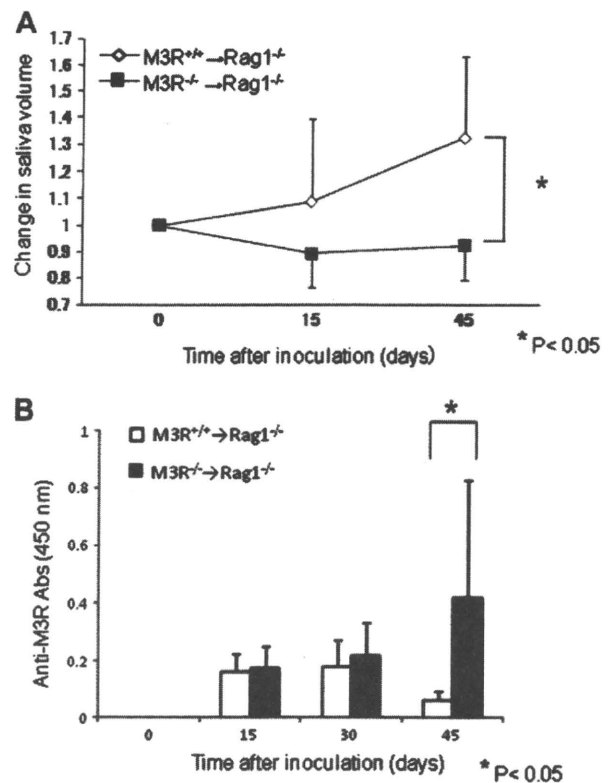 A
1.7
1.6
1.5
1.4
1.3
1.2
1.1
1
0.9
0.8
0.7
Change in saliva volume
M3R+/+→Rag1-/-
M3R-/-→Rag1-/-
*
0 15 45
Time after inoculation (days)
* P< 0.05
B
1
0.8
0.6
0.4
0.2
0
Anti-M3R Abs (450 nm)
M3R+/+→Rag1-/-
M3R-/-→Rag1-/-
*
0 15 30 45
Time after inoculation (days)
* P< 0.05